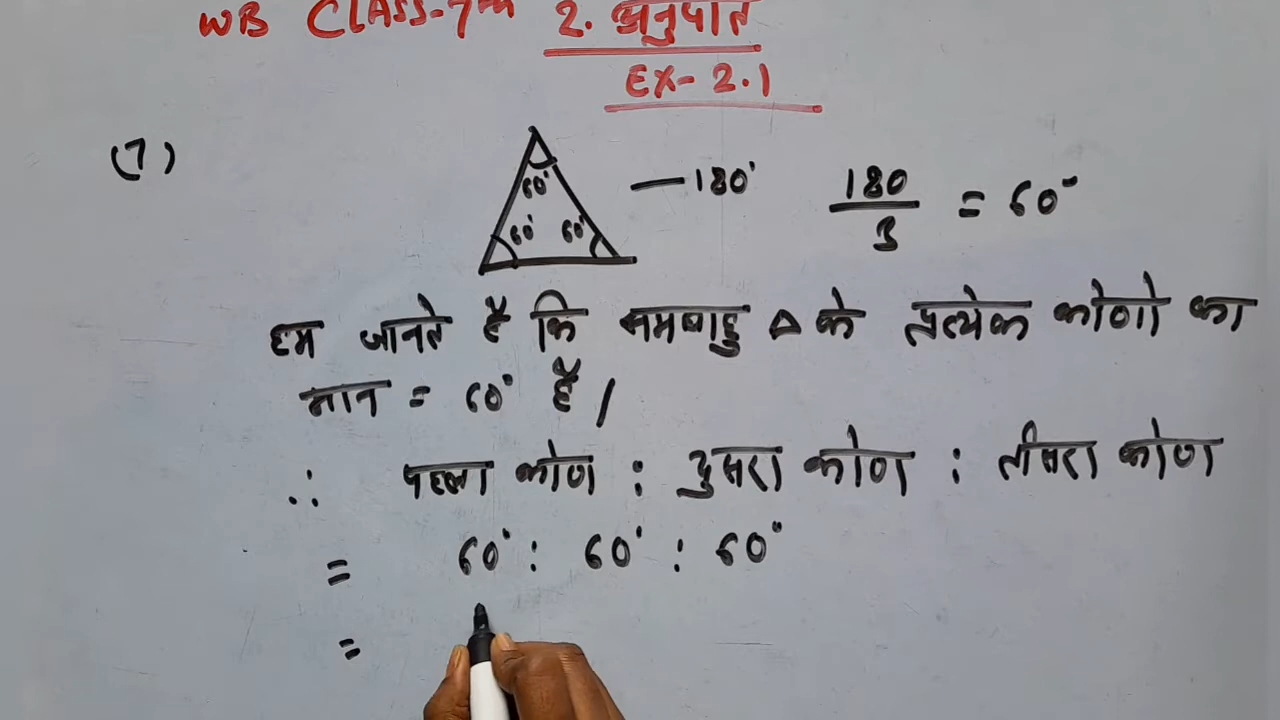 WB CLASS-7th 2. अनुपात
EX- 2.1
(7)
60°
60° 60°
— 180°
180/3 = 60°
हम जानते है कि समबाहु △ के प्रत्येक कोणो का
मान = 60° है /
∴ पहला कोण : दुसरा कोण : तीसरा कोण
= 60° : 60° : 60°
=